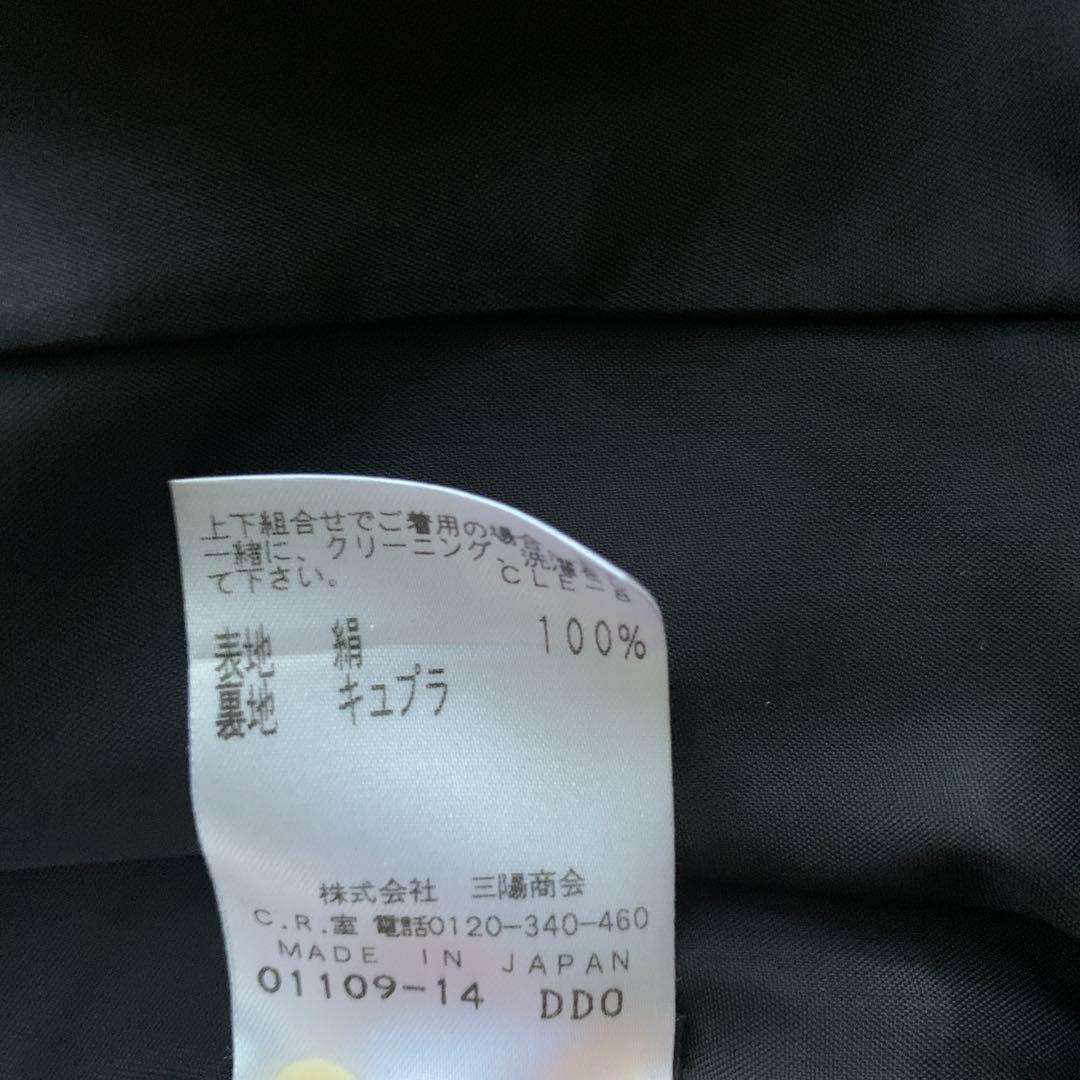 上下組合せでご着用の場合
一緒に、クリーニング、洗濯を
て下さい。 CLE-8
表地 絹 100%
裏地 キュプラ
株式会社 三陽商会
C.R.室 電話0120-340-460
MADE IN JAPAN
01109-14 DDO